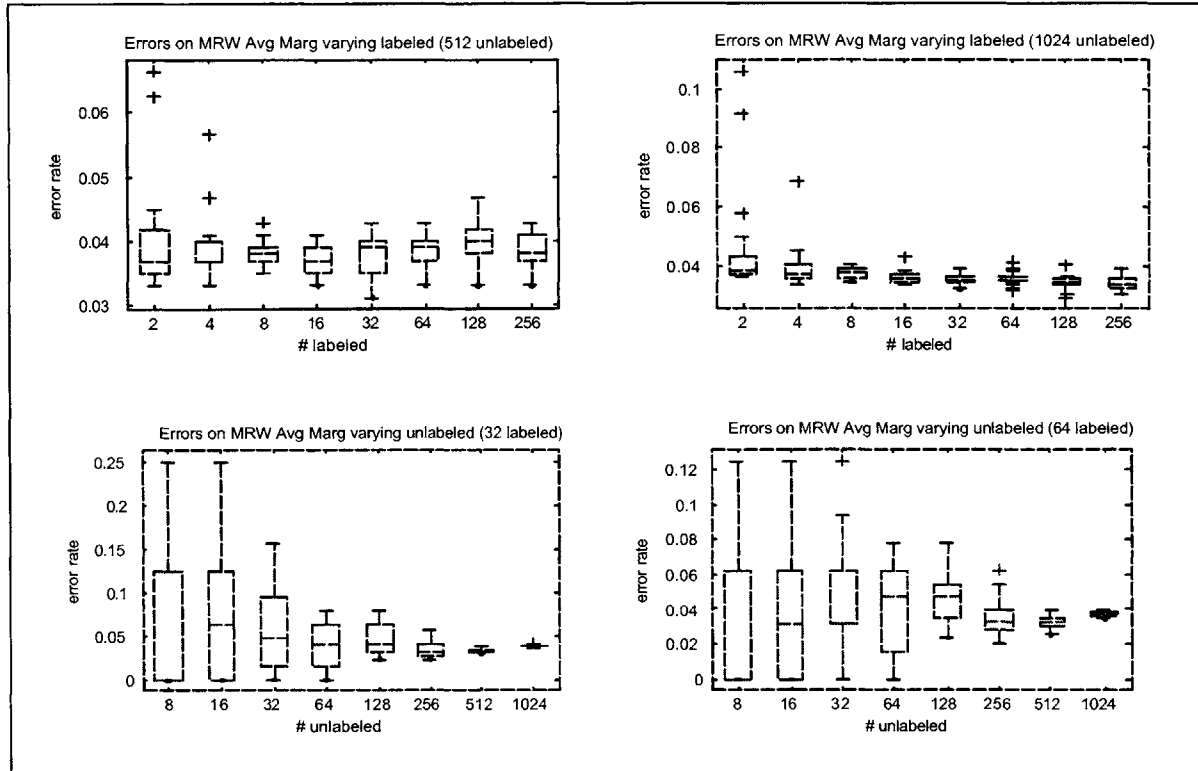 Errors on MRW Avg Marg varying labeled (512 unlabeled)
error rate
0.06
0.05
0.04
0.03
2 4 8 16 32 64 128 256
# labeled
Errors on MRW Avg Marg varying labeled (1024 unlabeled)
error rate
0.1
0.08
0.06
0.04
2 4 8 16 32 64 128 256
# labeled
Errors on MRW Avg Marg varying unlabeled (32 labeled)
error rate
0.25
0.2
0.15
0.1
0.050
0
8 16 32 64 128 256 512 1024
# unlabeled
Errors on MRW Avg Marg varying unlabeled (64 labeled)
error rate
0.12
0.1
0.08
0.06
0.04
0.02
0
8 16 32 64 128 256 512 1024
# unlabeled